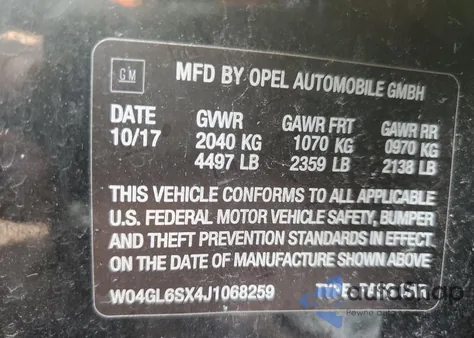 GM
MFD BY OPEL AUTOMOBILE GMBH
DATE GVWR GAWR FRT GAWR RR
10/17 2040 KG 1070 KG 0970 KG
4497 LB 2359 LB 2138 LB
THIS VEHICLE CONFORMS TO ALL APPLICABLE
U.S. FEDERAL MOTOR VEHICLE SAFETY, BUMPER
AND THEFT PREVENTION STANDARDS IN EFFECT
ON THE DATE OF MANUFACTURE SHOWN ABOVE
W04GL6SX4J1068259 TYPE:
autosnap